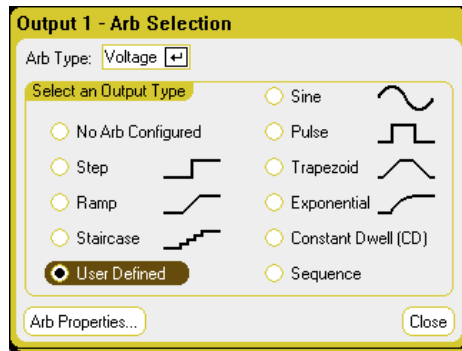 Output 1 - Arb Selection
Arb Type: Voltage
Select an Output Type
No Arb Configured
Step
Ramp
Staircase
User Defined
Sine
Pulse
Trapezoid
Exponential
Constant Dwell (CD)
Sequence
Arb Properties...
Close